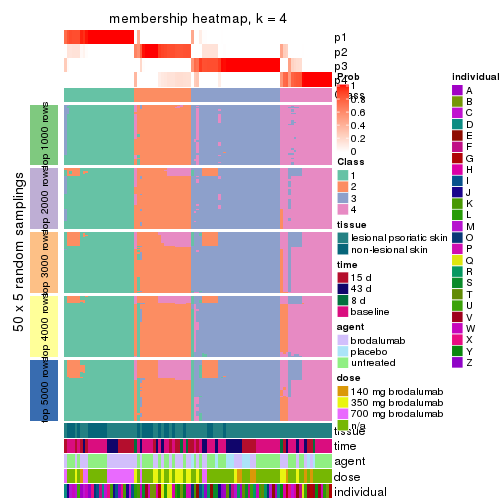 membership heatmap, k = 4
p1
p2
p3
p4
Prob
1
0.8
0.6
0.4
0.2
0
Class
Class
1
2
3
4
tissue
lesional psoriatic skin
non-lesional skin
time
15 d
43 d
8 d
baseline
agent
brodalumab
placebo
untreated
dose
140 mg brodalumab
350 mg brodalumab
700 mg brodalumab
n/a
individual
A
B
C
D
E
F
G
H
I
J
K
L
M
O
P
Q
R
S
T
U
V
W
X
Y
Z
50 x 5 random samplings
top 1000 rows
top 2000 rows
top 3000 rows
top 4000 rows
top 5000 rows
tissue
time
agent
dose
individual